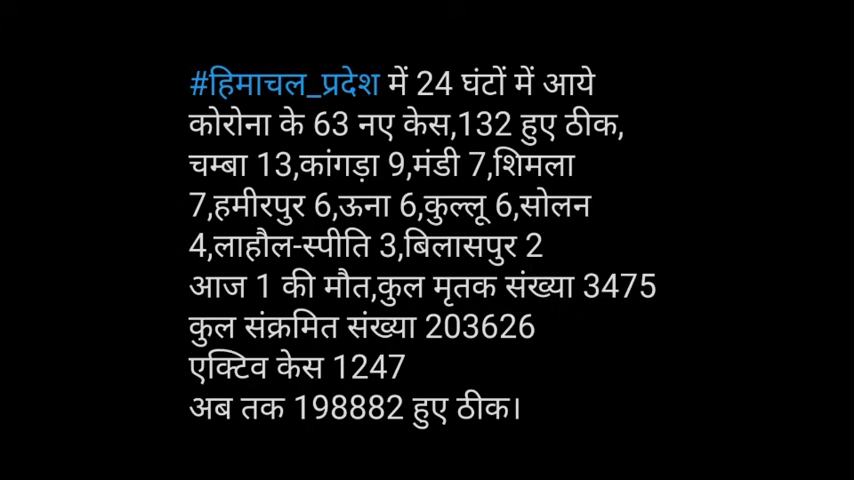 #हिमाचल_प्रदेश में 24 घंटों में आये
कोरोना के 63 नए केस,132 हुए ठीक,
चम्बा 13,कांगड़ा 9,मंडी 7,शिमला
7,हमीरपुर 6,ऊना 6,कुल्लू 6,सोलन
4,लाहौल-स्पीति 3,बिलासपुर 2
आज 1 की मौत,कुल मृतक संख्या 3475
कुल संक्रमित संख्या 203626
एक्टिव केस 1247
अब तक 198882 हुए ठीक।